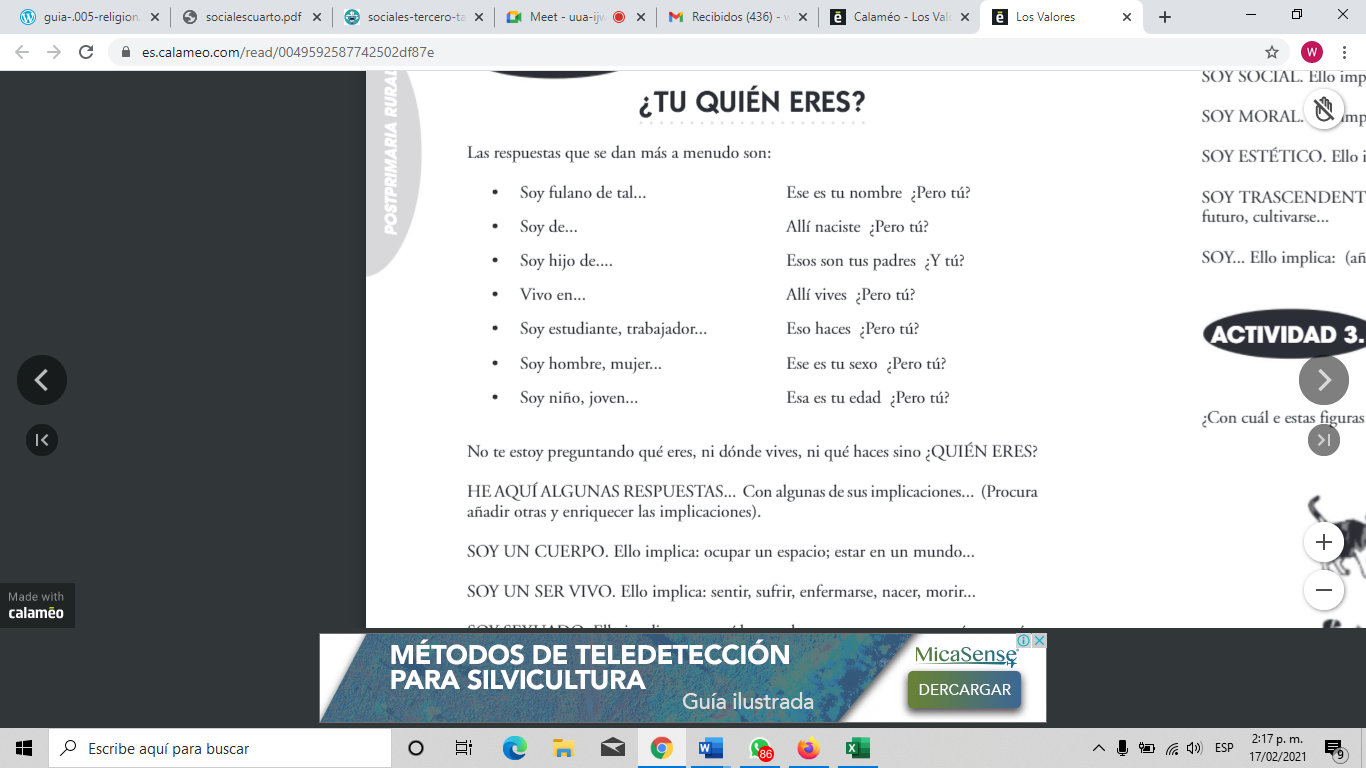 guia-.005-religion.
socialescuarto.pdf
sociales-tercero-ta
Meet - uua-ijw
Recibidos (436) - w
Calaméo - Los Valo
Los Valores
es.calameo.com/read/0049592587742502df87e
W
POSTPRIMARIA RURAL
¿TU QUIÉN ERES?
Las respuestas que se dan más a menudo son:
• Soy fulano de tal... Ese es tu nombre ¿Pero tú?
• Soy de... Allí naciste ¿Pero tú?
• Soy hijo de.... Esos son tus padres ¿Y tú?
• Vivo en... Allí vives ¿Pero tú?
• Soy estudiante, trabajador... Eso haces ¿Pero tú?
• Soy hombre, mujer... Ese es tu sexo ¿Pero tú?
• Soy niño, joven... Esa es tu edad ¿Pero tú?
No te estoy preguntando qué eres, ni dónde vives, ni qué haces sino ¿QUIÉN ERES?
HE AQUÍ ALGUNAS RESPUESTAS... Con algunas de sus implicaciones... (Procura
añadir otras y enriquecer las implicaciones).
SOY UN CUERPO. Ello implica: ocupar un espacio; estar en un mundo...
SOY UN SER VIVO. Ello implica: sentir, sufrir, enfermarse, nacer, morir...
SOY SOCIAL. Ello imp
SOY MORAL. imp
SOY ESTÉTICO. Ello i
SOY TRASCENDENT
futuro, cultivarse...
SOY... Ello implica: (añ
ACTIVIDAD 3.
¿Con cuál e estas figuras
Made with
calaméo
MÉTODOS DE TELEDETECCIÓN
PARA SILVICULTURA
Guía ilustrada
MicaSense
DERCARGAR
Escribe aquí para buscar
86
ESP
2:17 p. m.
17/02/2021
9